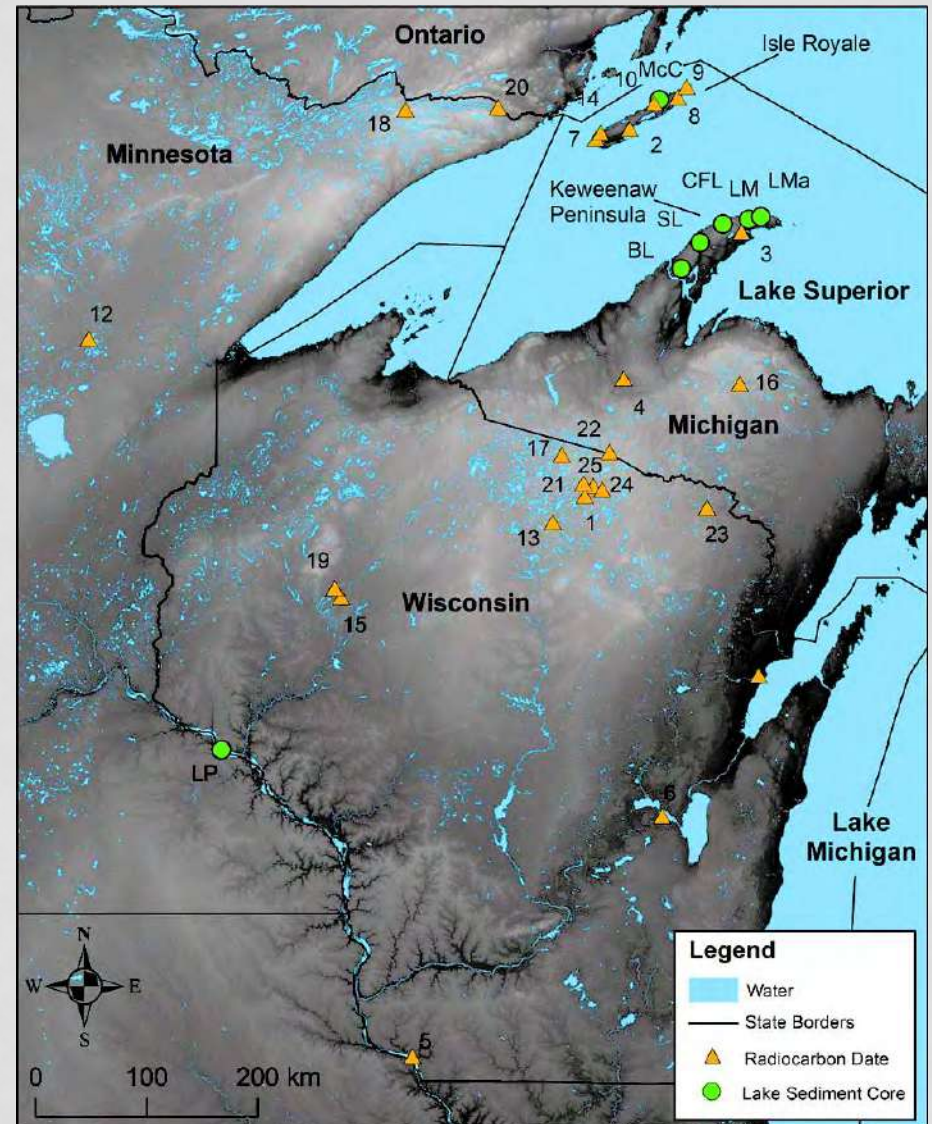 Ontario
Isle Royale
20
10
McC
9
14
18
8
Minnesota
7
2
CFL
LM
LMa
Keweenaw
Peninsula
SL
BL
3
Lake Superior
12
16
4
Michigan
22
17
25
21
24
1
13
23
19
Wisconsin
15
LP
6
Lake
Michigan
N
W
E
S
5
0
100
200 km
Legend
Water
State Borders
Radiocarbon Date
Lake Sediment Core